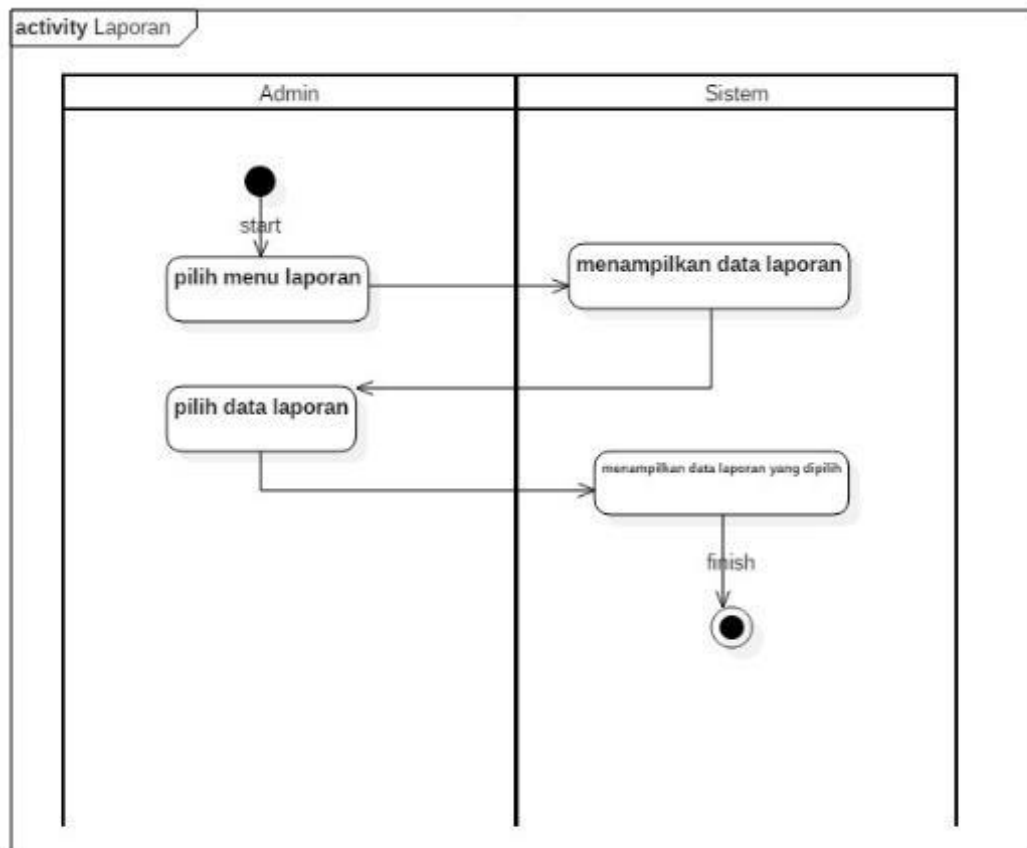 activity Laporan
Admin
Sistem
start
pilih menu laporan
menampilkan data laporan
pilih data laporan
menampilkan data laporan yang dipilih
finish